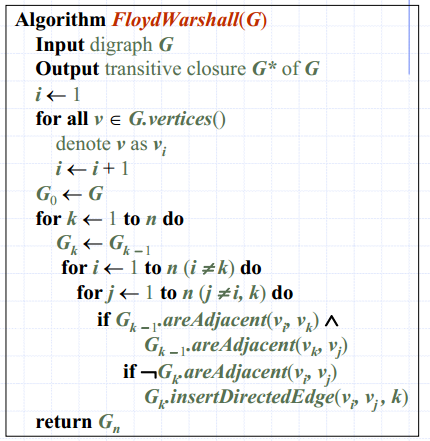 Algorithm FloydWarshall(G)
Input digraph G
Output transitive closure G* of G
i ← 1
for all v ∈ G.vertices()
denote v as vᵢ
i ← i + 1
G₀ ← G
for k ← 1 to n do
Gₖ ← Gₖ₋₁
for i ← 1 to n (i ≠ k) do
for j ← 1 to n (j ≠ i, k) do
if Gₖ₋₁.areAdjacent(vᵢ, vₖ) ∧
Gₖ₋₁.areAdjacent(vₖ, vⱼ)
if ¬Gₖ.areAdjacent(vᵢ, vⱼ)
Gₖ.insertDirectedEdge(vᵢ, vⱼ , k)
return Gₙ